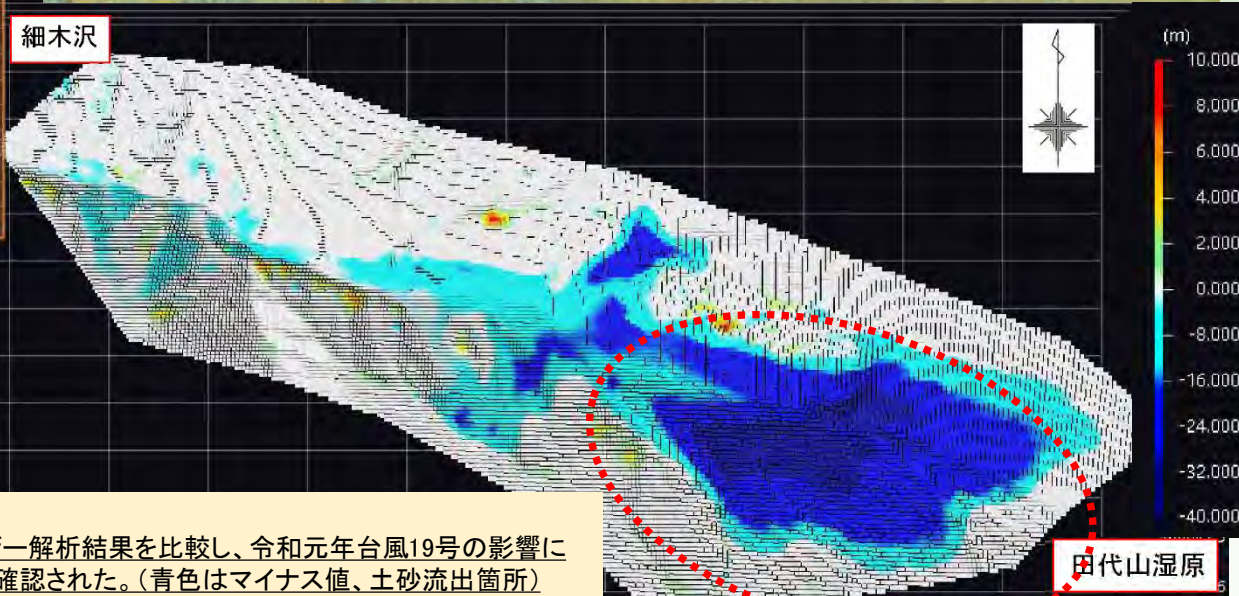 細木沢
(m)
10.000
8.000
6.000
4.000
2.000
0.000
-8.000
-16.000
-24.000
-32.000
-40.000
田代山湿原
ー解析結果を比較し、令和元年台風19号の影響に
確認された。（青色はマイナス値、土砂流出箇所）